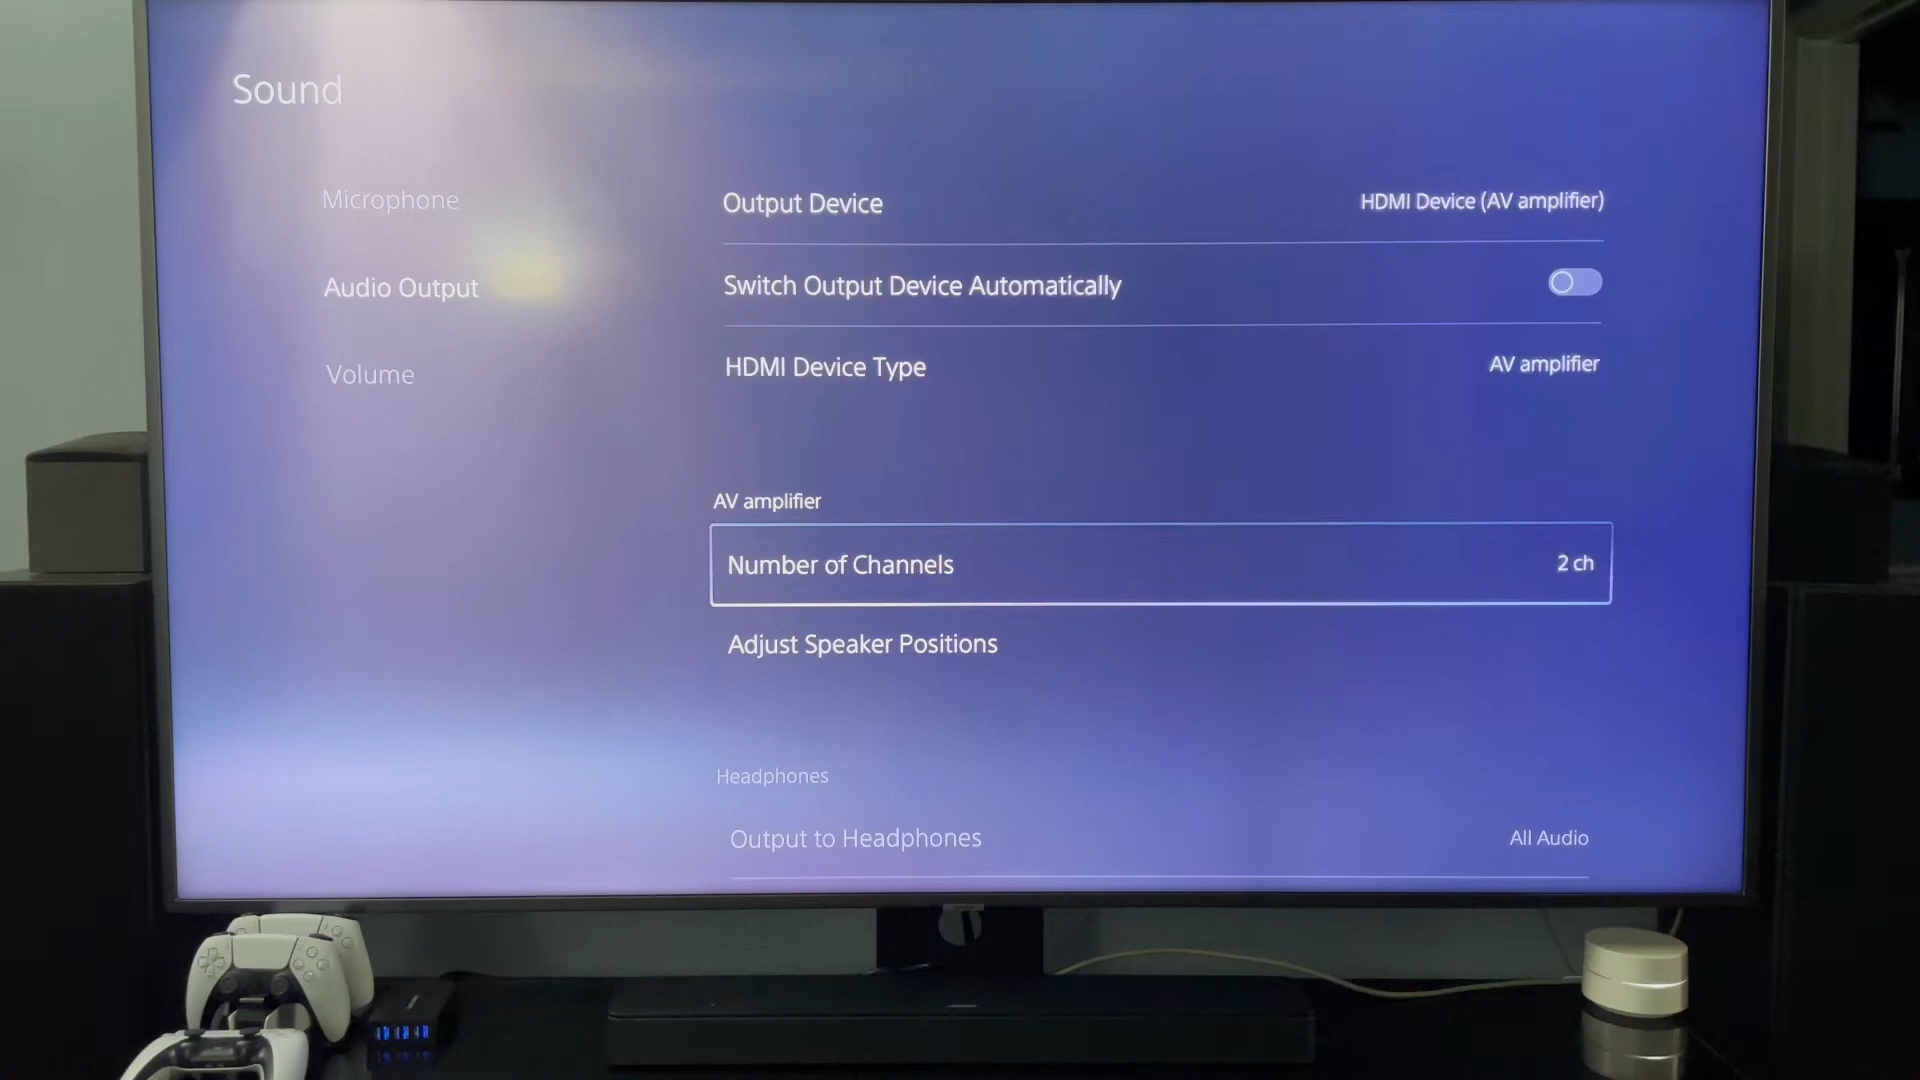 Sound
Microphone
Audio Output
Volume
Output Device
HDMI Device (AV amplifier)
Switch Output Device Automatically
HDMI Device Type
AV amplifier
AV amplifier
Number of Channels
2 ch
Adjust Speaker Positions
Headphones
Output to Headphones
All Audio